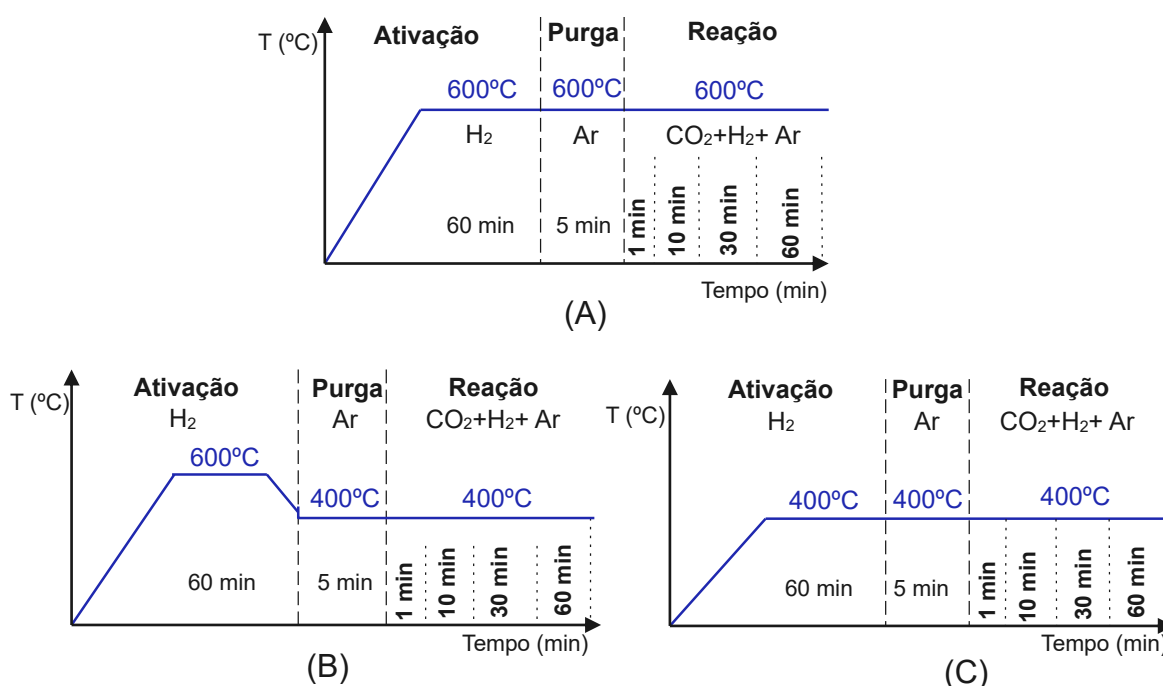 Ativação Purga Reação
T (ºC)
600ºC 600ºC 600ºC
H₂ Ar CO₂+H₂+ Ar
60 min 5 min 1 min 10 min 30 min 60 min
Tempo (min)
(A)
Ativação Purga Reação
T (ºC) H₂ Ar CO₂+H₂+ Ar
600ºC
400ºC 400ºC
60 min 5 min 1 min 10 min 30 min 60 min
Tempo (min)
(B)
Ativação Purga Reação
T (ºC) H₂ Ar CO₂+H₂+ Ar
400ºC 400ºC 400ºC
60 min 5 min 1 min 10 min 30 min 60 min
Tempo (min)
(C)